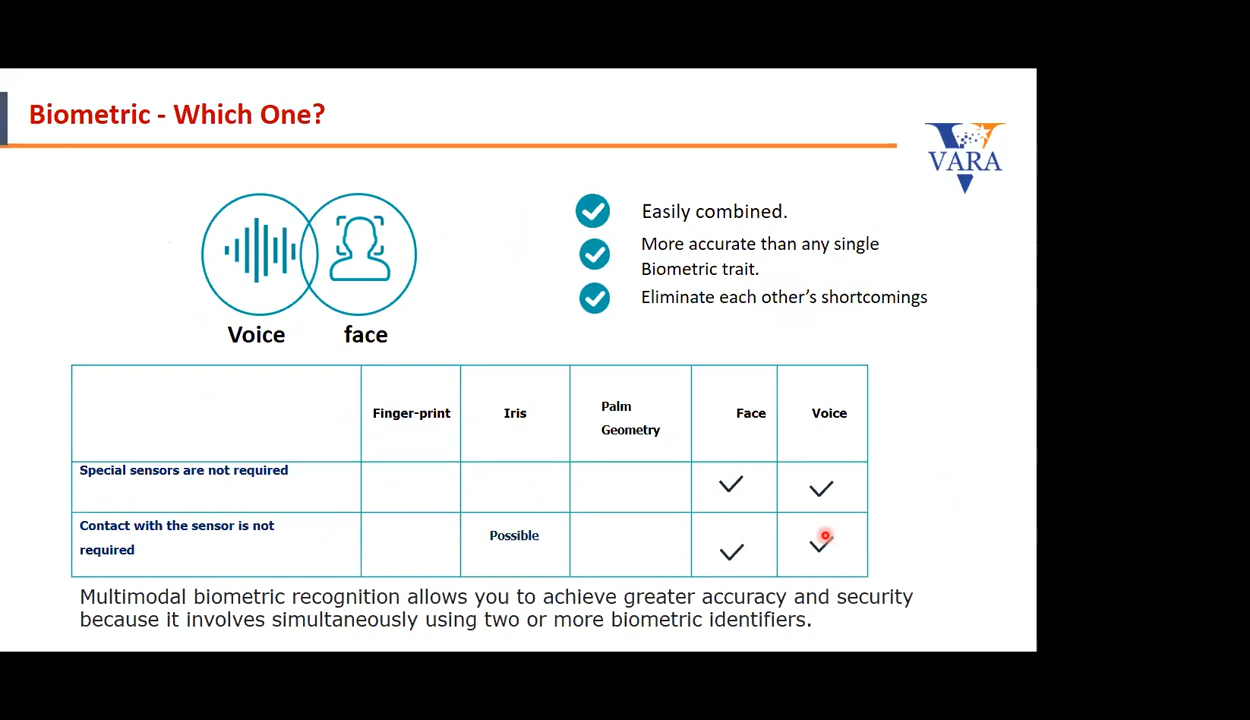 Biometric - Which One?
VARA
Easily combined.
More accurate than any single
Biometric trait.
Eliminate each other’s shortcomings
Voice face
Finger-print Iris Palm Geometry Face Voice
Special sensors are not required
Contact with the sensor is not
required
Possible
Multimodal biometric recognition allows you to achieve greater accuracy and security
because it involves simultaneously using two or more biometric identifiers.